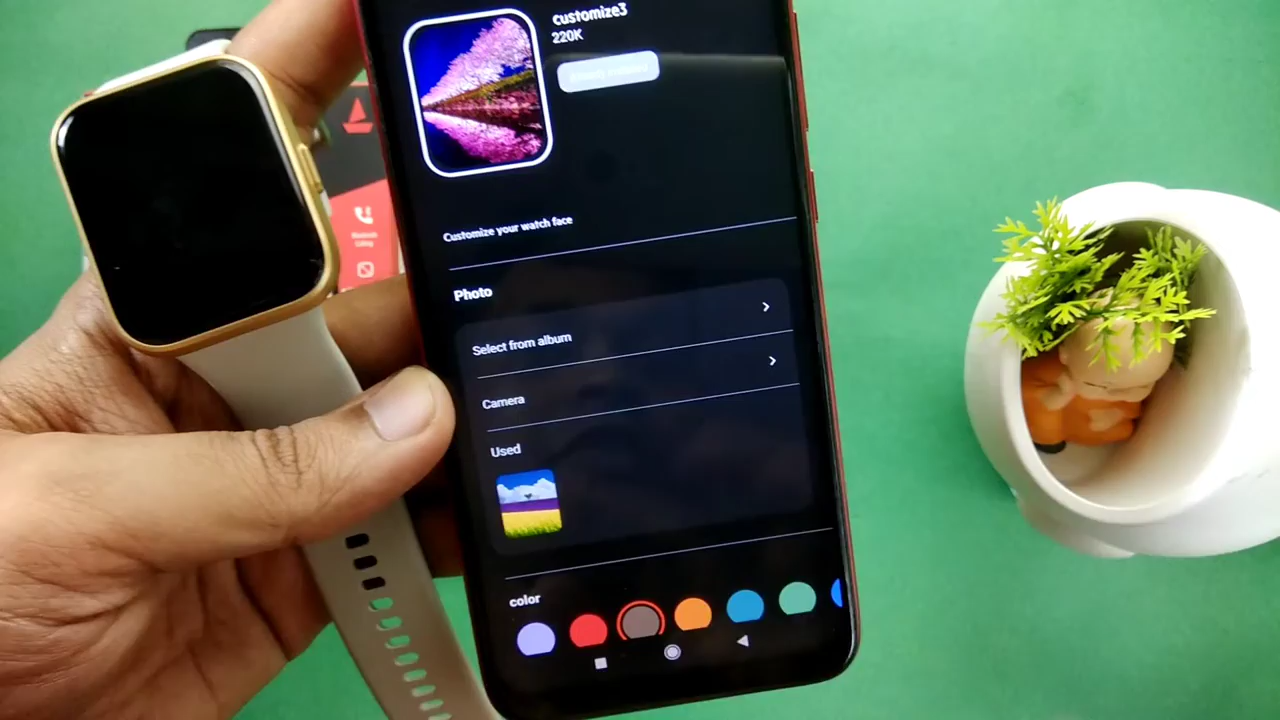 customize3
220K
Customize your watch face
Photo
Select from album
Camera
Used
color